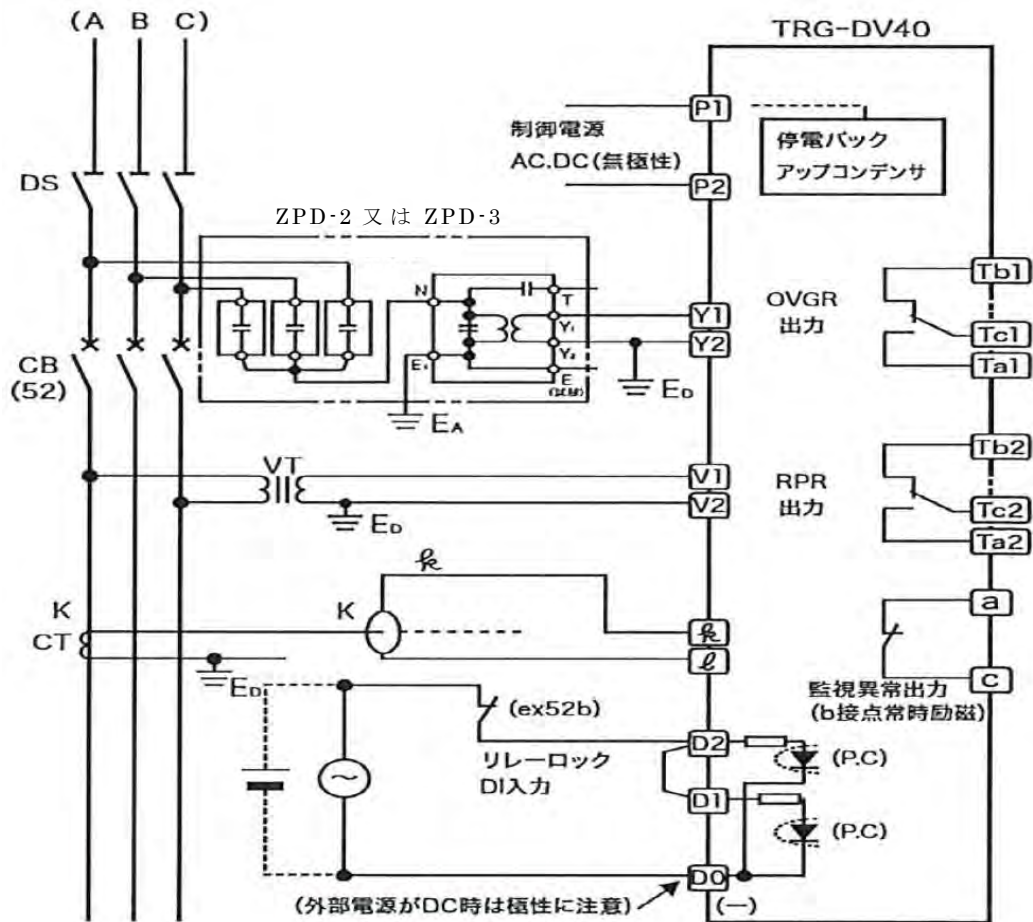 (A B C)
TRG-DV40
P1
制御電源
AC.DC(無極性)
P2
停電バック
アップコンデンサ
DS
ZPD-2 又は ZPD-3
N
T
Y₁
Y₂
E₁
E
(試験)
EA
ED
Y1
Y2
OVGR
出力
Tb1
Tc1
Ta1
CB
(52)
VT
ED
V1
V2
RPR
出力
Tb2
Tc2
Ta2
K
CT
K
k
ED
k
ℓ
a
c
監視異常出力
(b接点常時励磁)
(ex52b)
リレーロック
DI入力
D2
(P.C)
D1
(P.C)
D0
(外部電源がDC時は極性に注意)
(−)